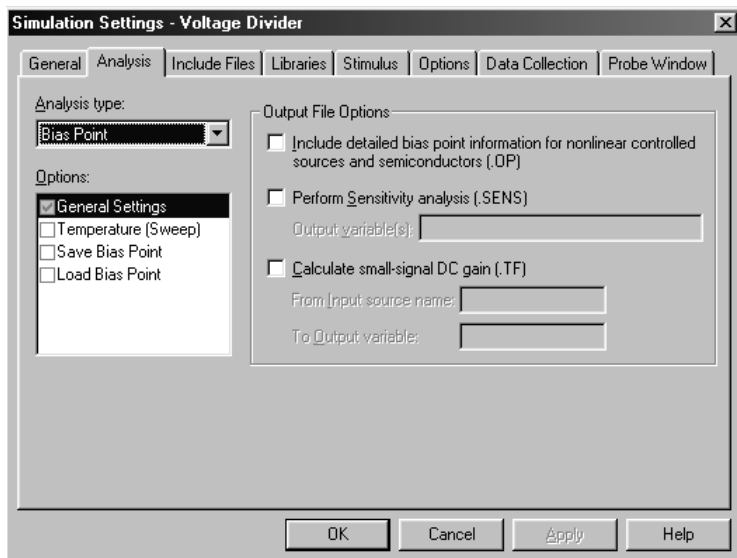 Simulation Settings - Voltage Divider
General
Analysis
Include Files
Libraries
Stimulus
Options
Data Collection
Probe Window
Analysis type:
Bias Point
Options:
General Settings
Temperature (Sweep)
Save Bias Point
Load Bias Point
Output File Options
Include detailed bias point information for nonlinear controlled
sources and semiconductors (.OP)
Perform Sensitivity analysis (.SENS)
Output variable(s):
Calculate small-signal DC gain (.TF)
From Input source name:
To Output variable:
OK
Cancel
Apply
Help